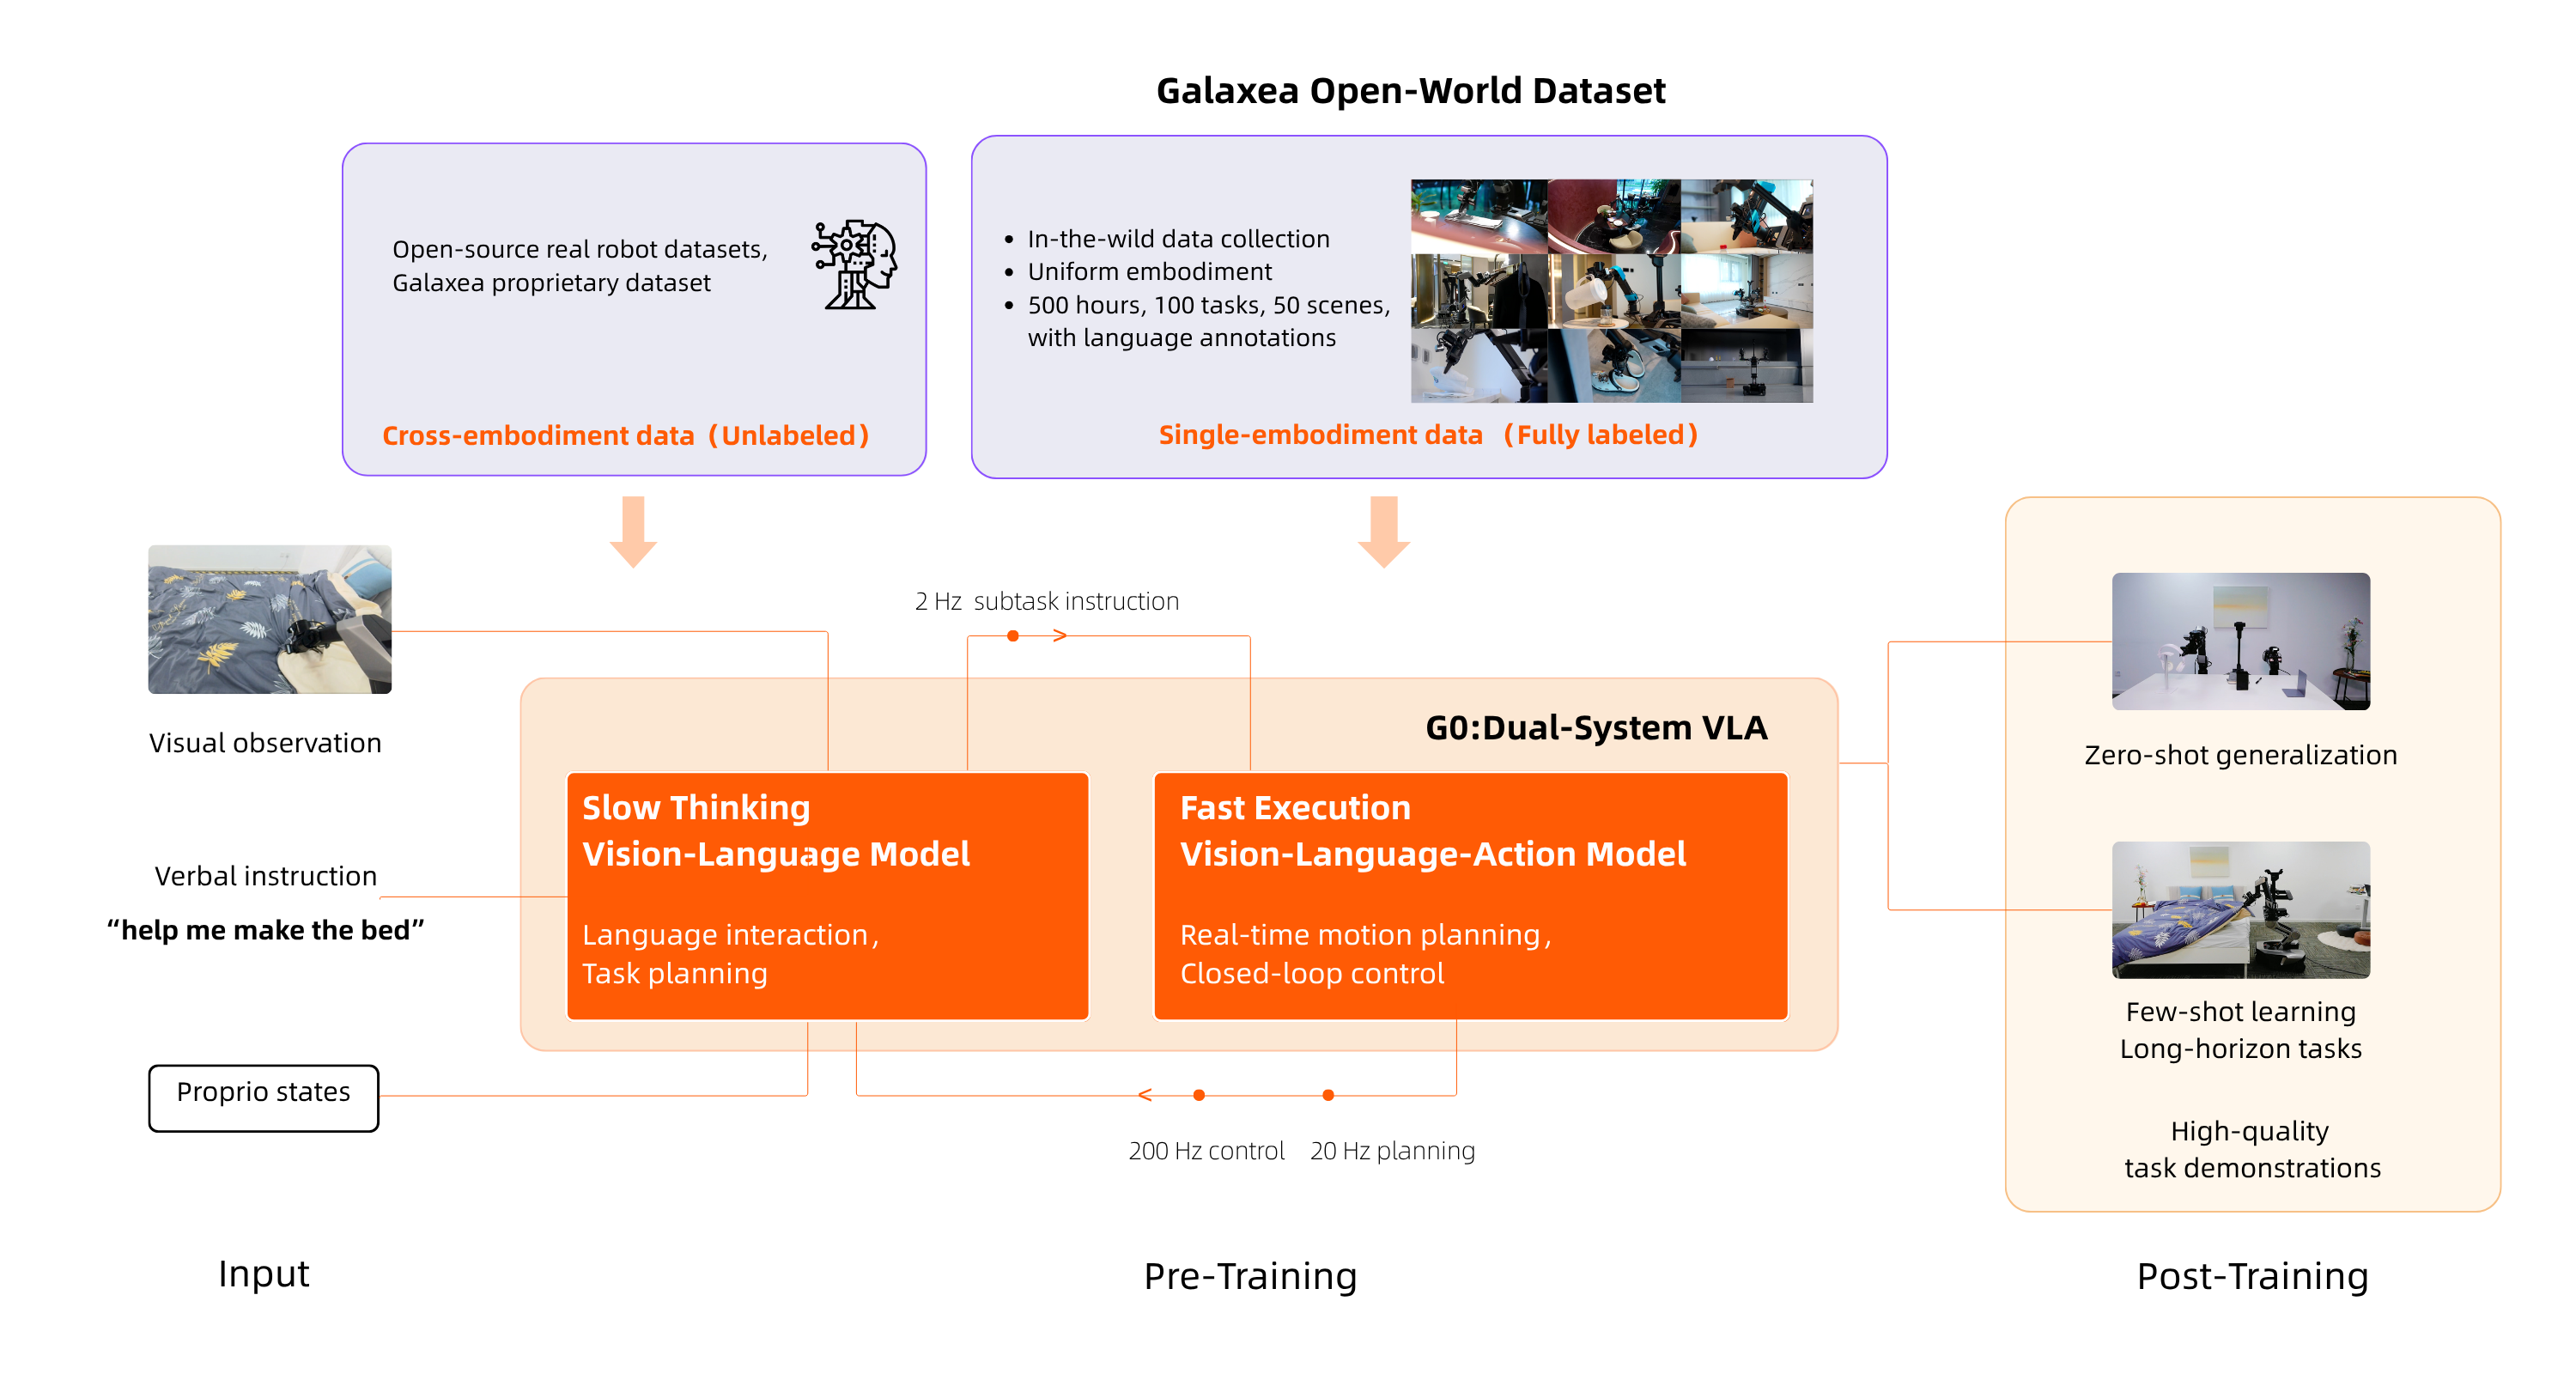 Galaxea Open-World Dataset
Open-source real robot datasets,
Galaxea proprietary dataset
Cross-embodiment data（Unlabeled）
• In-the-wild data collection
• Uniform embodiment
• 500 hours, 100 tasks, 50 scenes,
with language annotations
Single-embodiment data （Fully labeled）
Visual observation
Verbal instruction
“help me make the bed”
Proprio states
2 Hz subtask instruction
G0:Dual-System VLA
Slow Thinking
Vision-Language Model
Language interaction,
Task planning
Fast Execution
Vision-Language-Action Model
Real-time motion planning,
Closed-loop control
200 Hz control
20 Hz planning
Zero-shot generalization
Few-shot learning
Long-horizon tasks
High-quality
task demonstrations
Input
Pre-Training
Post-Training